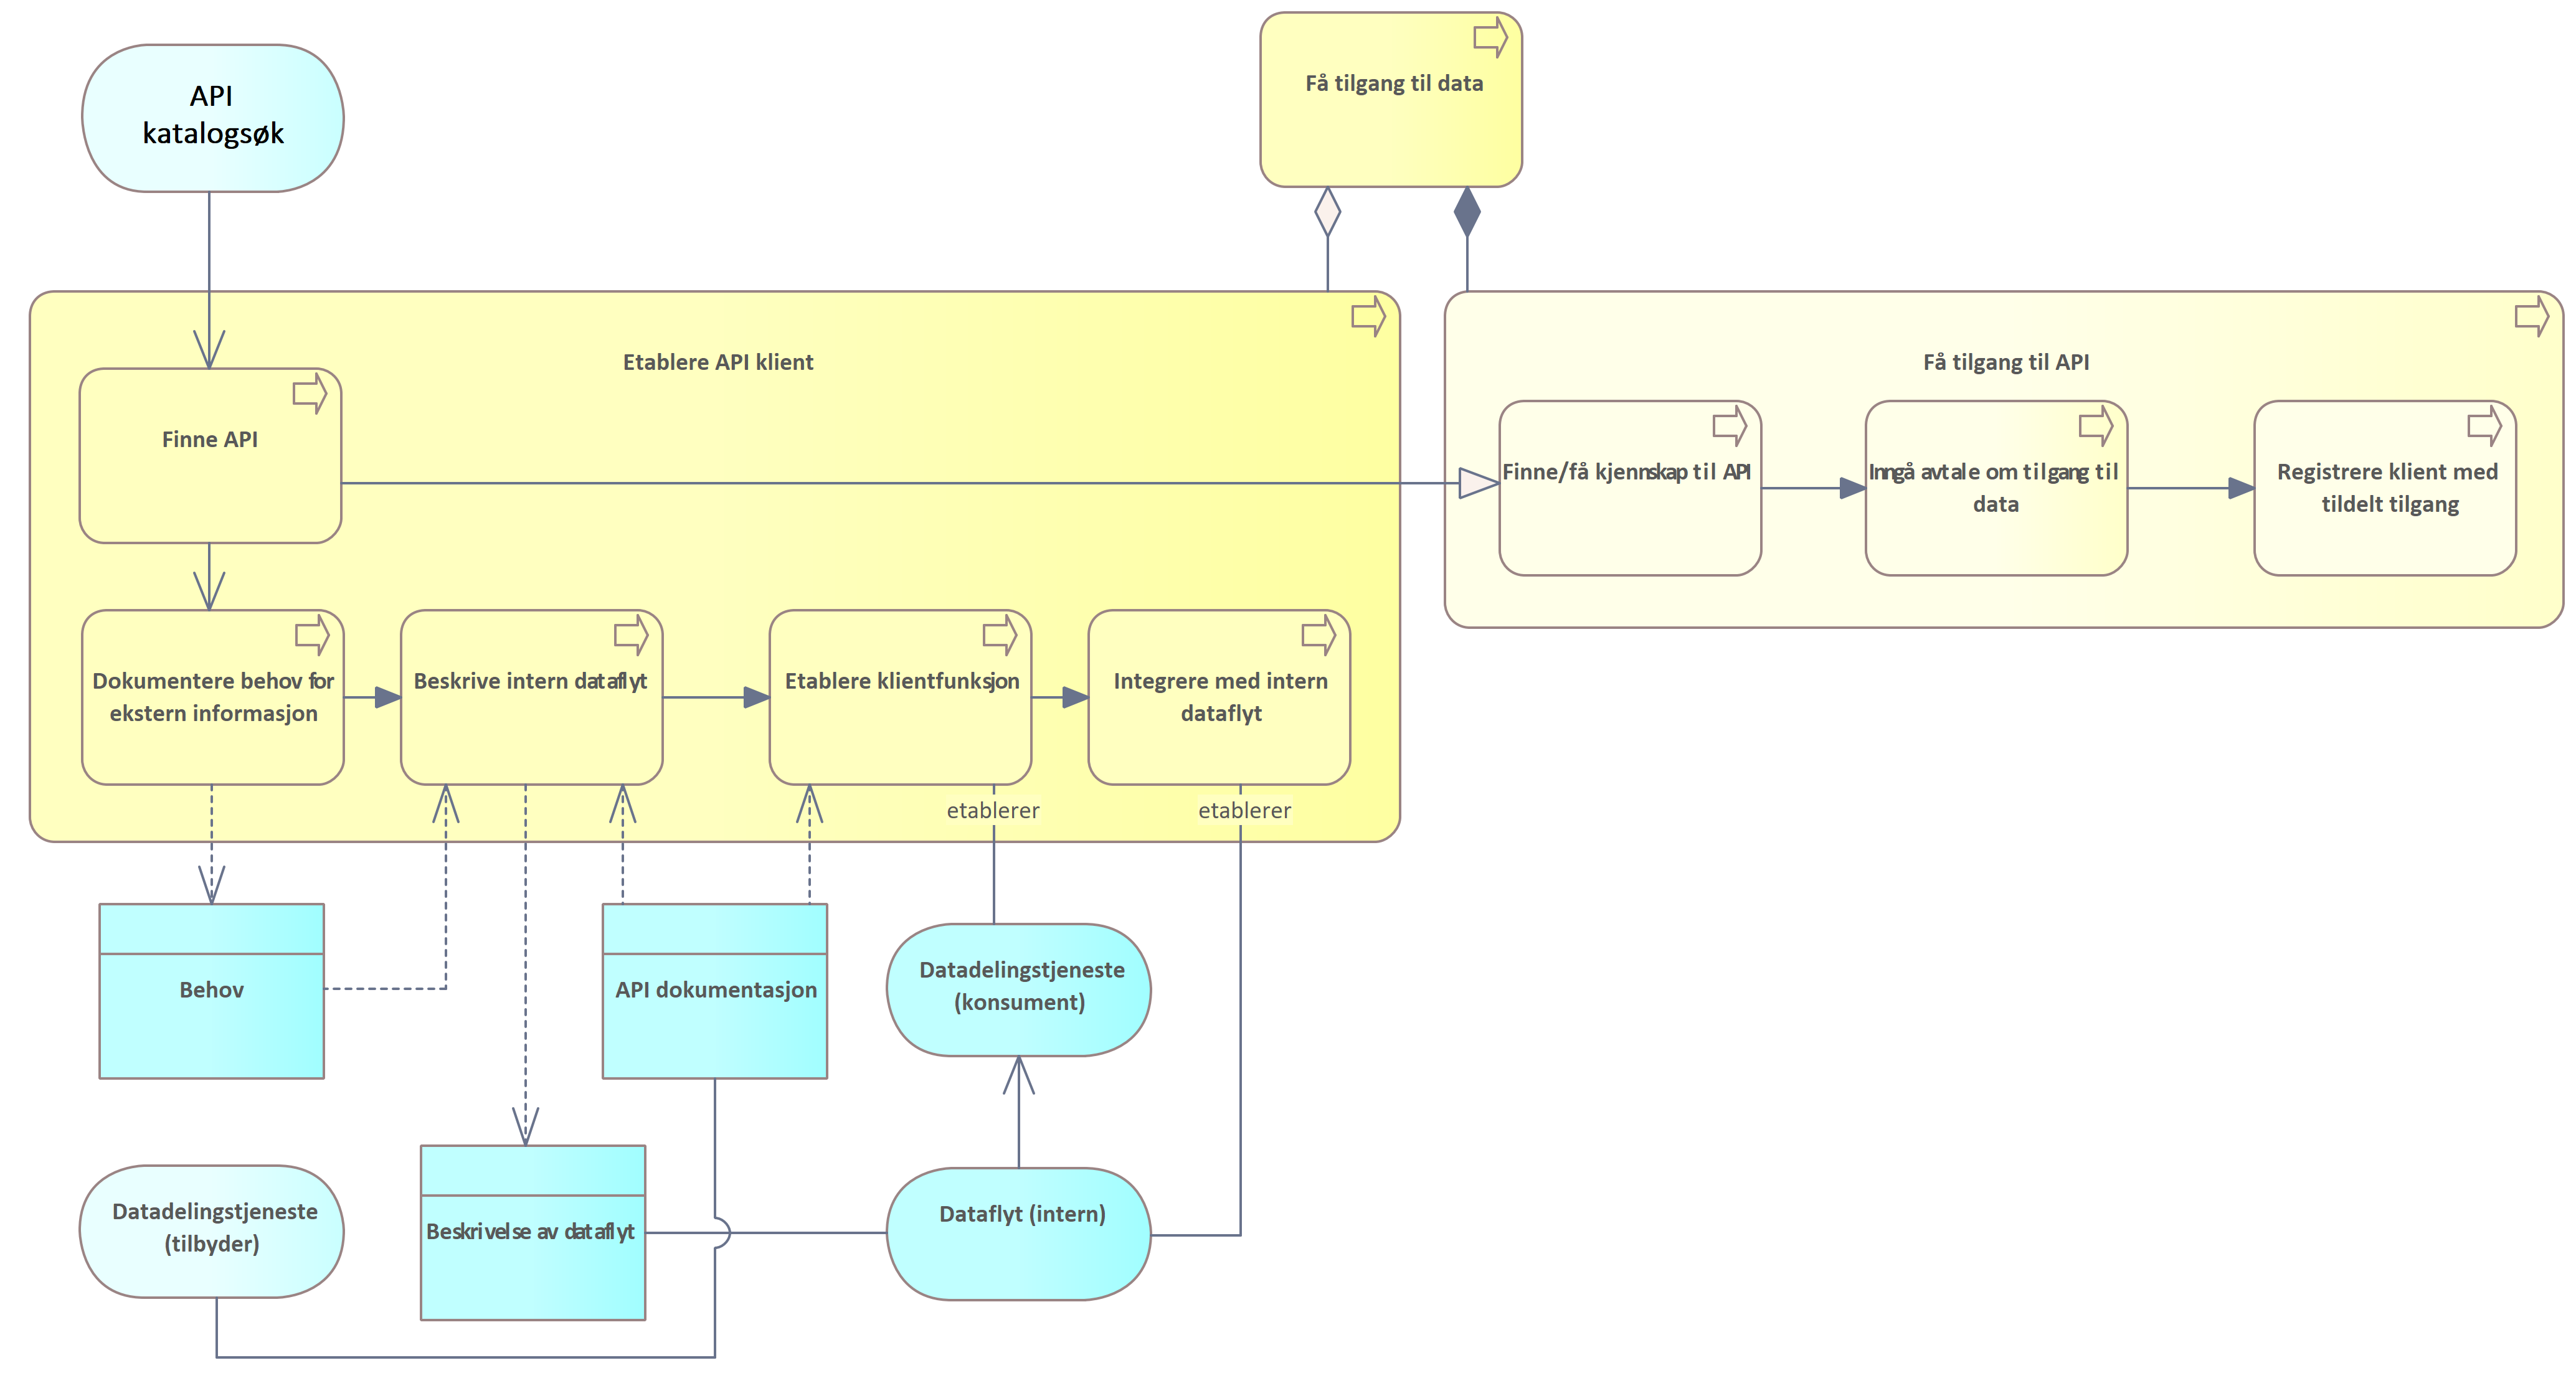 API
katalogsøk
Få tilgang til data
Etablere API klient
Få tilgang til API
Finne API
Finne/få kjennskap til API
Inngå avtale om tilgang til
data
Registrere klient med
tildelt tilgang
Dokumentere behov for
ekstern informasjon
Beskrive intern dataflyt
Etablere klientfunksjon
Integrere med intern
dataflyt
etablerer
etablerer
Behov
API dokumentasjon
Datadelingstjeneste
(konsument)
Datadelingstjeneste
(tilbyder)
Beskrivelse av dataflyt
Dataflyt (intern)